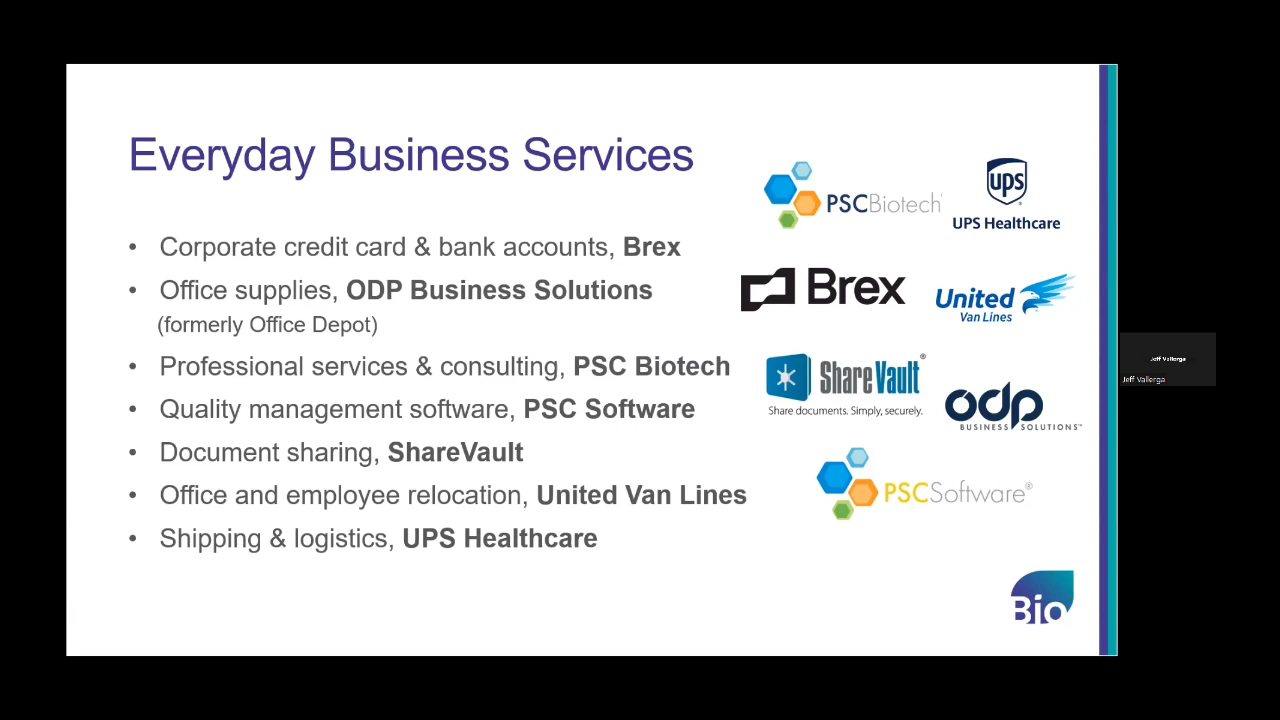 Everyday Business Services
• Corporate credit card & bank accounts, Brex
• Office supplies, ODP Business Solutions
(formerly Office Depot)
• Professional services & consulting, PSC Biotech
• Quality management software, PSC Software
• Document sharing, ShareVault
• Office and employee relocation, United Van Lines
• Shipping & logistics, UPS Healthcare
PSCBiotech
ups
UPS Healthcare
Brex
United
Van Lines
ShareVault®
Share documents. Simply, securely.
odp
BUSINESS SOLUTIONS™
PSCSoftware®
Bio
Jeff Vallerga
Jeff Vallerga